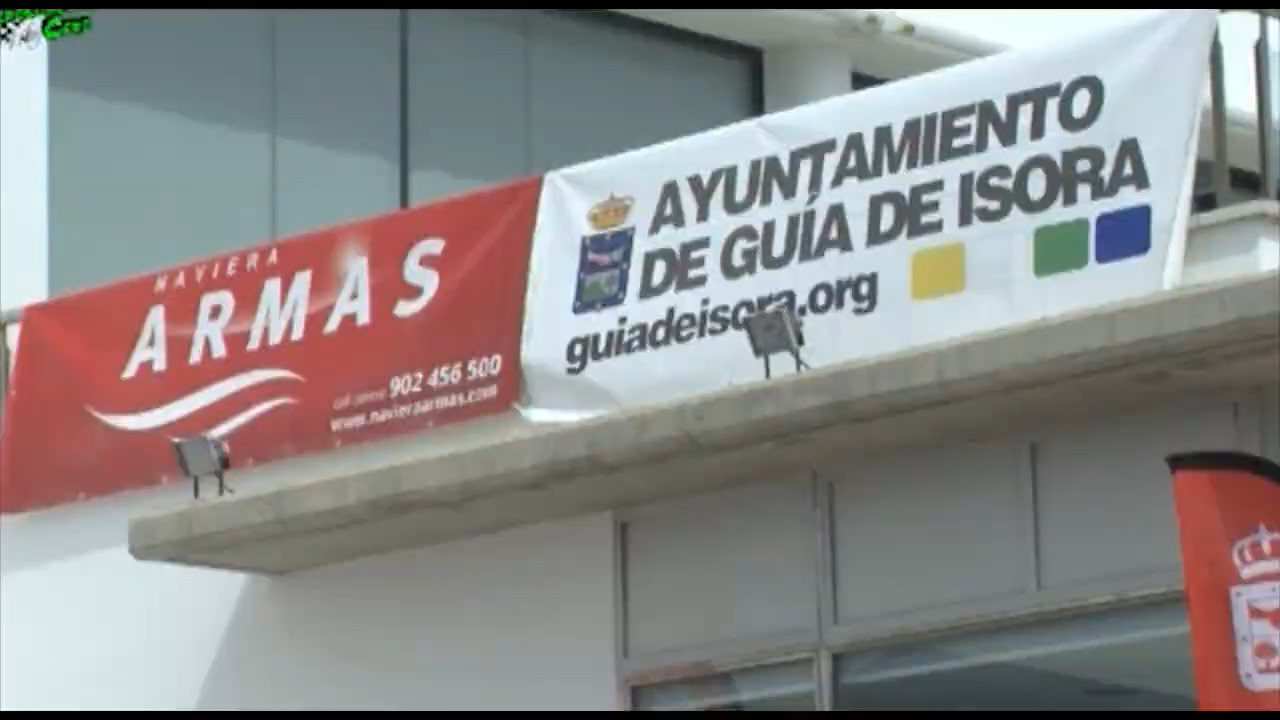 NAVIERA
ARMAS
902 456 500
www.navieraarmas.com
AYUNTAMIENTO
DE GUÍA DE ISORA
guiadeisora.org